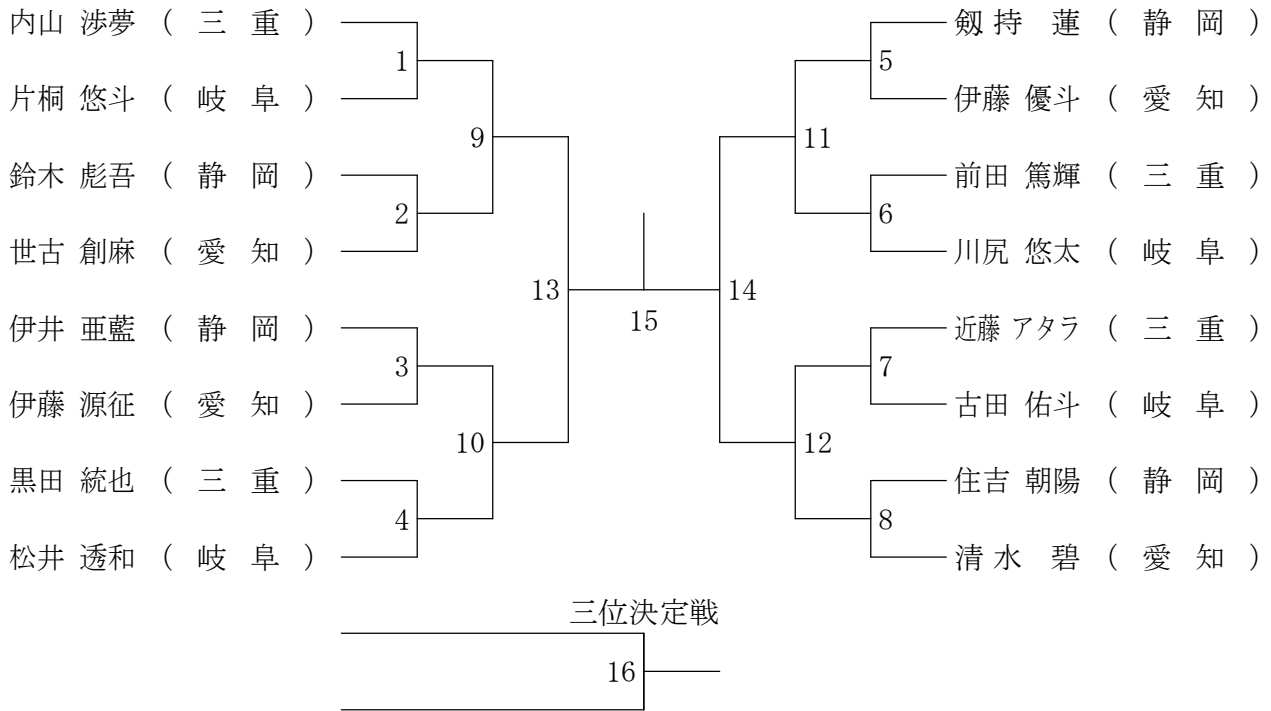 内山 渉夢 ( 三 重 )
片桐 悠斗 ( 岐 阜 )
鈴木 彪吾 ( 静 岡 )
世古 創麻 ( 愛 知 )
伊井 亜藍 ( 静 岡 )
伊藤 源征 ( 愛 知 )
黒田 統也 ( 三 重 )
松井 透和 ( 岐 阜 )
1
2
3
4
9
10
13
15
14
11
12
5
6
7
8
剱持 蓮 ( 静 岡 )
伊藤 優斗 ( 愛 知 )
前田 篤輝 ( 三 重 )
川尻 悠太 ( 岐 阜 )
近藤 アタラ ( 三 重 )
古田 佑斗 ( 岐 阜 )
住吉 朝陽 ( 静 岡 )
清水 碧 ( 愛 知 )
三位決定戦
16